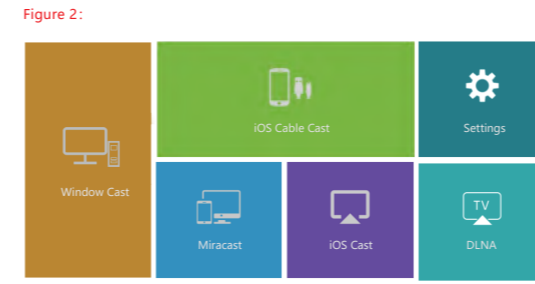 Figure 2:
iOS Cable Cast
Settings
Window Cast
Miracast
iOS Cast
TV
DLNA